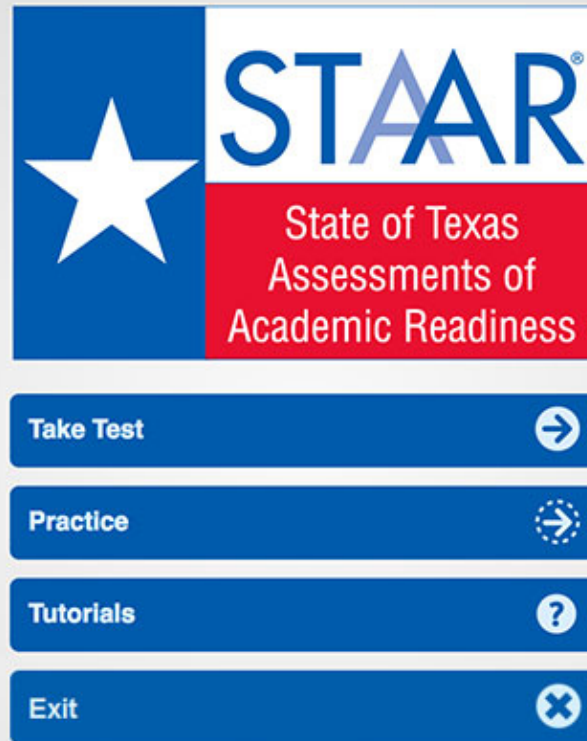 STAAR®
State of Texas
Assessments of
Academic Readiness
Take Test
Practice
Tutorials
?
Exit